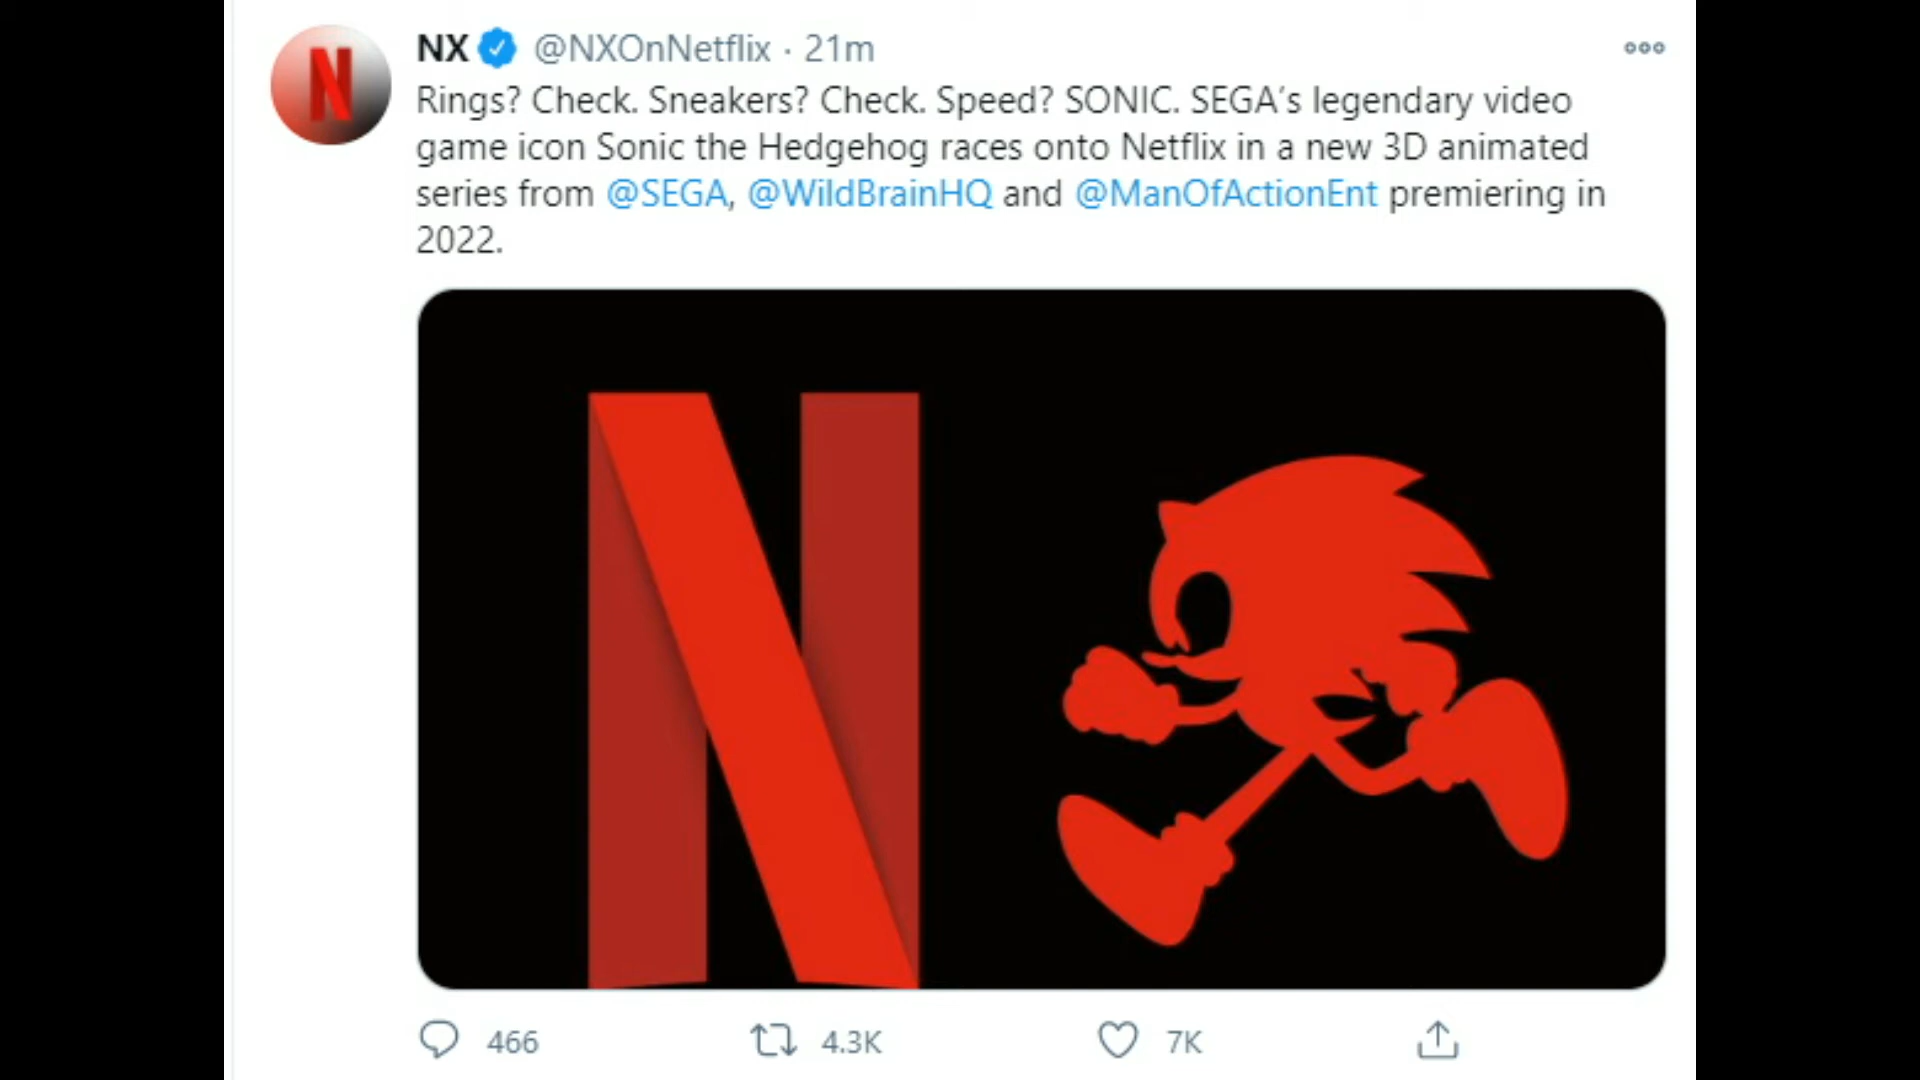 NX @NXOnNetflix · 21m
Rings? Check. Sneakers? Check. Speed? SONIC. SEGA's legendary video
game icon Sonic the Hedgehog races onto Netflix in a new 3D animated
series from @SEGA, @WildBrainHQ and @ManOfActionEnt premiering in
2022.
N
466 4.3K 7K